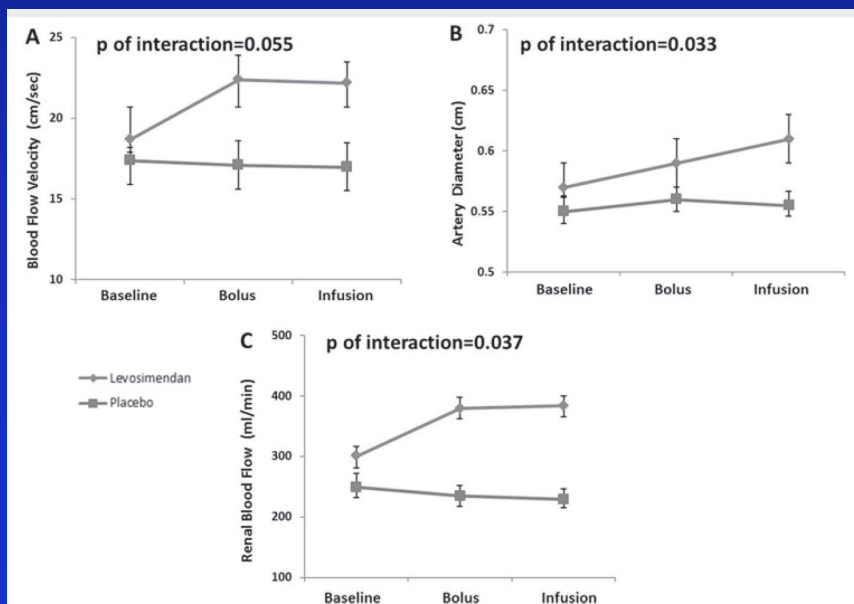 A
p of interaction=0.055
25
20
15
10
Blood Flow Velocity (cm/sec)
Baseline Bolus Infusion
B
p of interaction=0.033
0.7
0.65
0.6
0.55
0.5
Artery Diameter (cm)
Baseline Bolus Infusion
Levosimendan
Placebo
C
p of interaction=0.037
500
400
300
200
100
Renal Blood Flow (ml/min)
Baseline Bolus Infusion